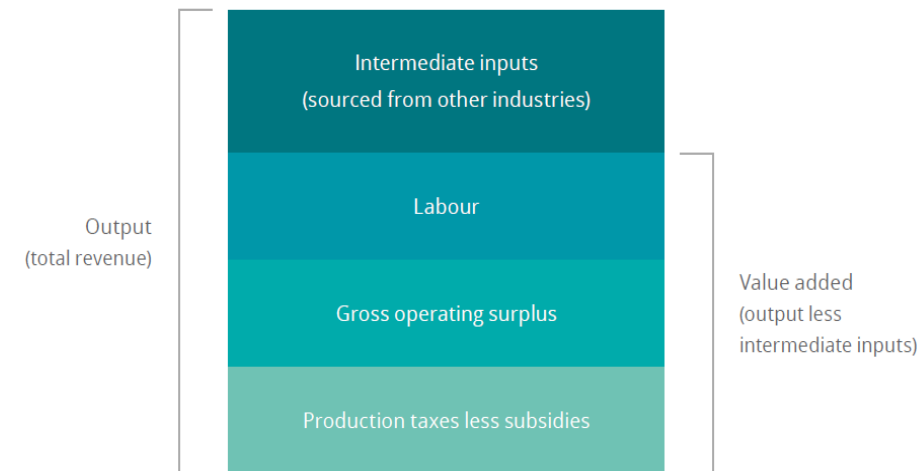 Intermediate inputs
(sourced from other industries)
Labour
Output
(total revenue)
Gross operating surplus
Value added
(output less
intermediate inputs)
Production taxes less subsidies